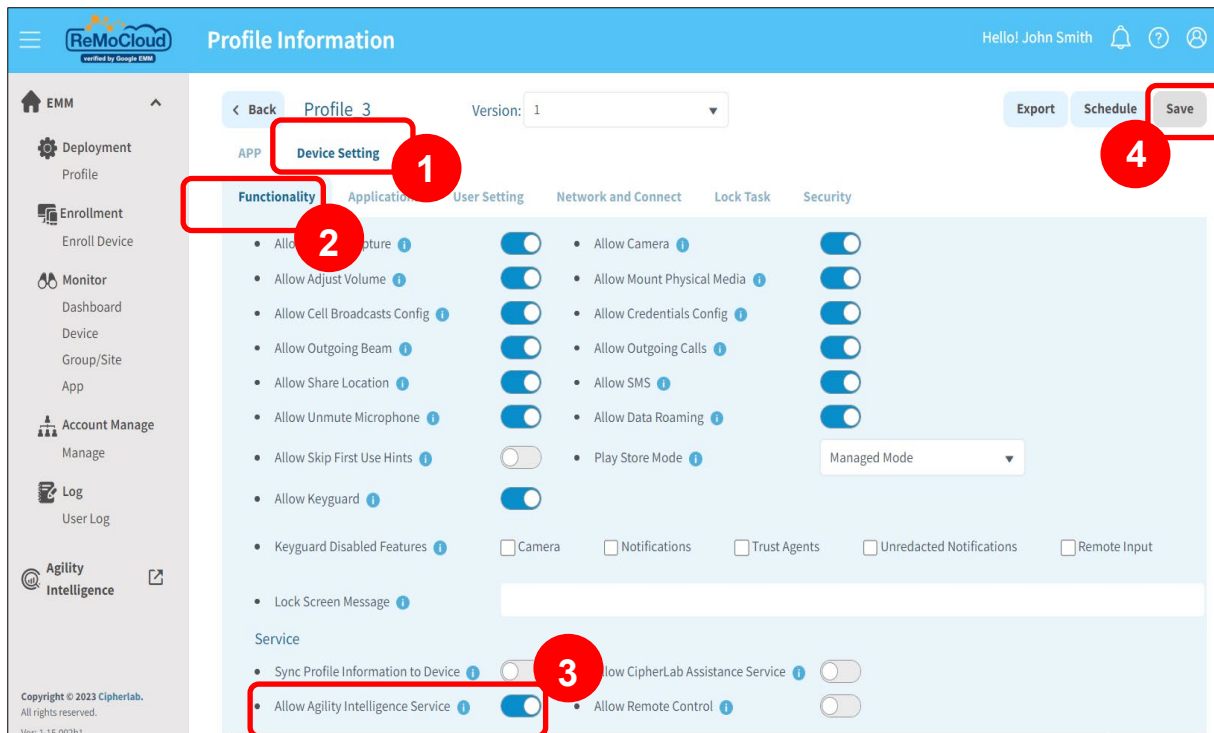 ReMoCloud
verified by Google EMM
Profile Information
Hello! John Smith
EMM
Deployment
Profile
Enrollment
Enroll Device
Monitor
Dashboard
Device
Group/Site
App
Account Manage
Manage
Log
User Log
Agility
Intelligence
Copyright © 2023 Cipherlab.
All rights reserved.
Back
Profile_3
Version: 1
Export
Schedule
Save
4
APP
Device Setting
1
Functionality
User Setting
Network and Connect
Lock Task
Security
2
Allow Camera
Allow Adjust Volume
Allow Mount Physical Media
Allow Cell Broadcasts Config
Allow Credentials Config
Allow Outgoing Beam
Allow Outgoing Calls
Allow Share Location
Allow SMS
Allow Unmute Microphone
Allow Data Roaming
Allow Skip First Use Hints
Play Store Mode
Managed Mode
Allow Keyguard
Keyguard Disabled Features
Camera
Notifications
Trust Agents
Unredacted Notifications
Remote Input
Lock Screen Message
Service
Sync Profile Information to Device
3
CipherLab Assistance Service
Allow Agility Intelligence Service
Allow Remote Control